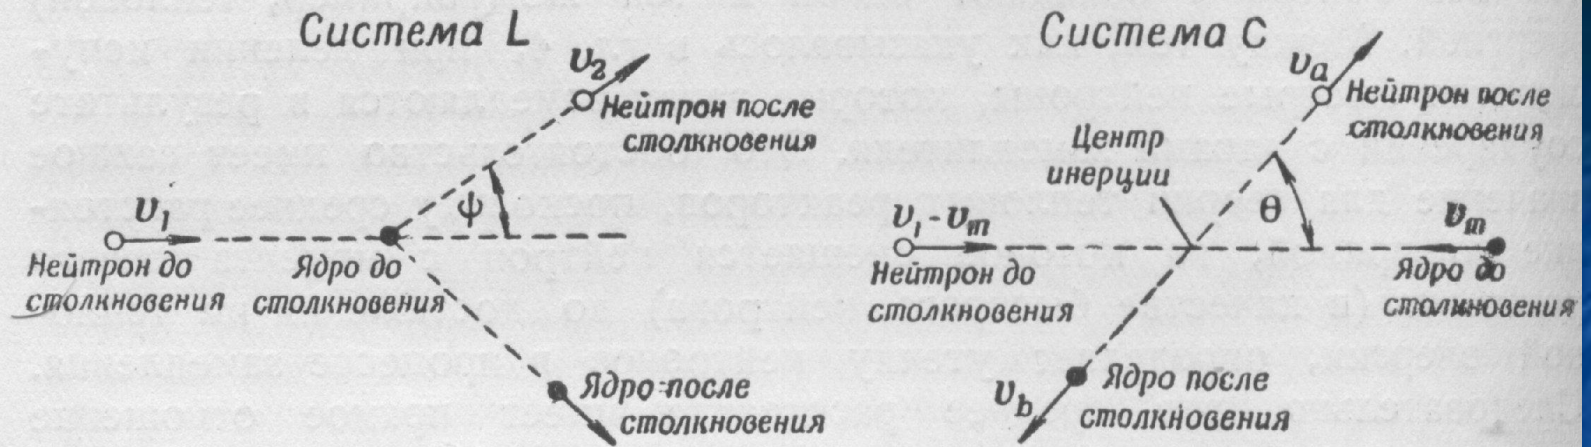 Система L
Система C
υ₂
Нейтрон после
столкновения
ψ
υ₁
Нейтрон до
столкновения
Ядро до
столкновения
Ядро после
столкновения
υₐ
Нейтрон после
столкновения
Центр
инерции
θ
υ₁ - υₘ
Нейтрон до
столкновения
υₘ
Ядро до
столкновения
υ_b
Ядро после
столкновения